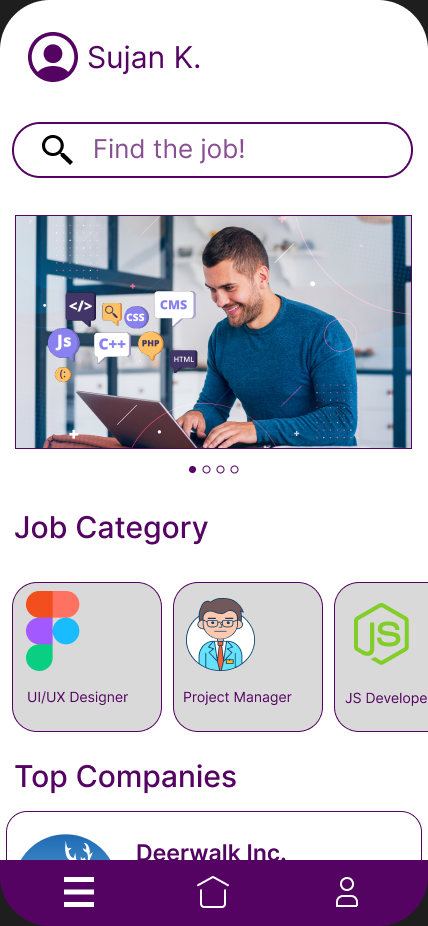 Sujan K.
Find the job!
</>
CMS
CSS
Js
C++
PHP
HTML
{;
Job Category
JS
UI/UX Designer
Project Manager
JS Develope
Top Companies
Deerwalk Inc.